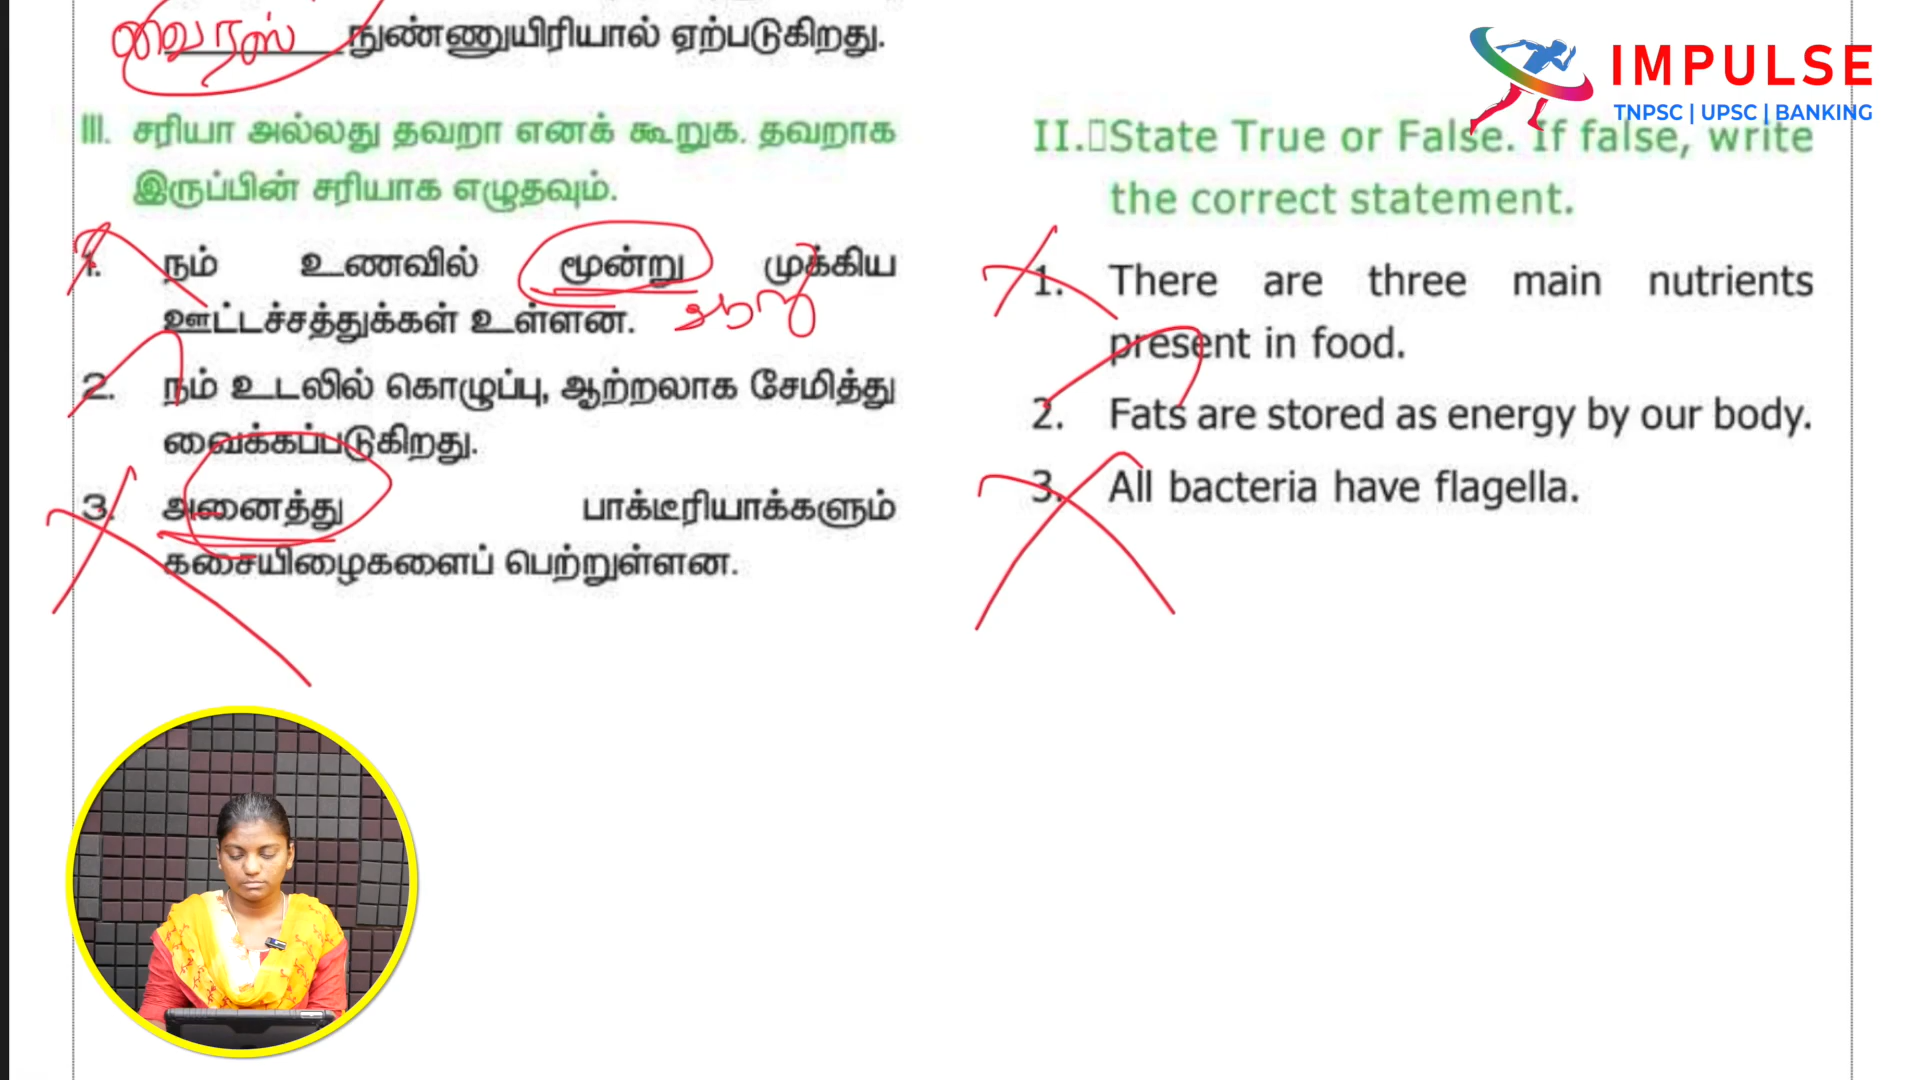 வைரஸ் நுண்ணுயிரியால் ஏற்படுகிறது.
III. சரியா அல்லது தவறா எனக் கூறுக. தவறாக
இருப்பின் சரியாக எழுதவும்.
1. நம் உணவில் மூன்று முக்கிய
ஊட்டச்சத்துக்கள் உள்ளன. ஆறு
2. நம் உடலில் கொழுப்பு, ஆற்றலாக சேமித்து
வைக்கப்படுகிறது.
3. அனைத்து பாக்டீரியாக்களும்
கசையிழைகளைப் பெற்றுள்ளன.
IMPULSE
TNPSC | UPSC | BANKING
II. State True or False. If false, write
the correct statement.
1. There are three main nutrients
present in food.
2. Fats are stored as energy by our body.
3. All bacteria have flagella.